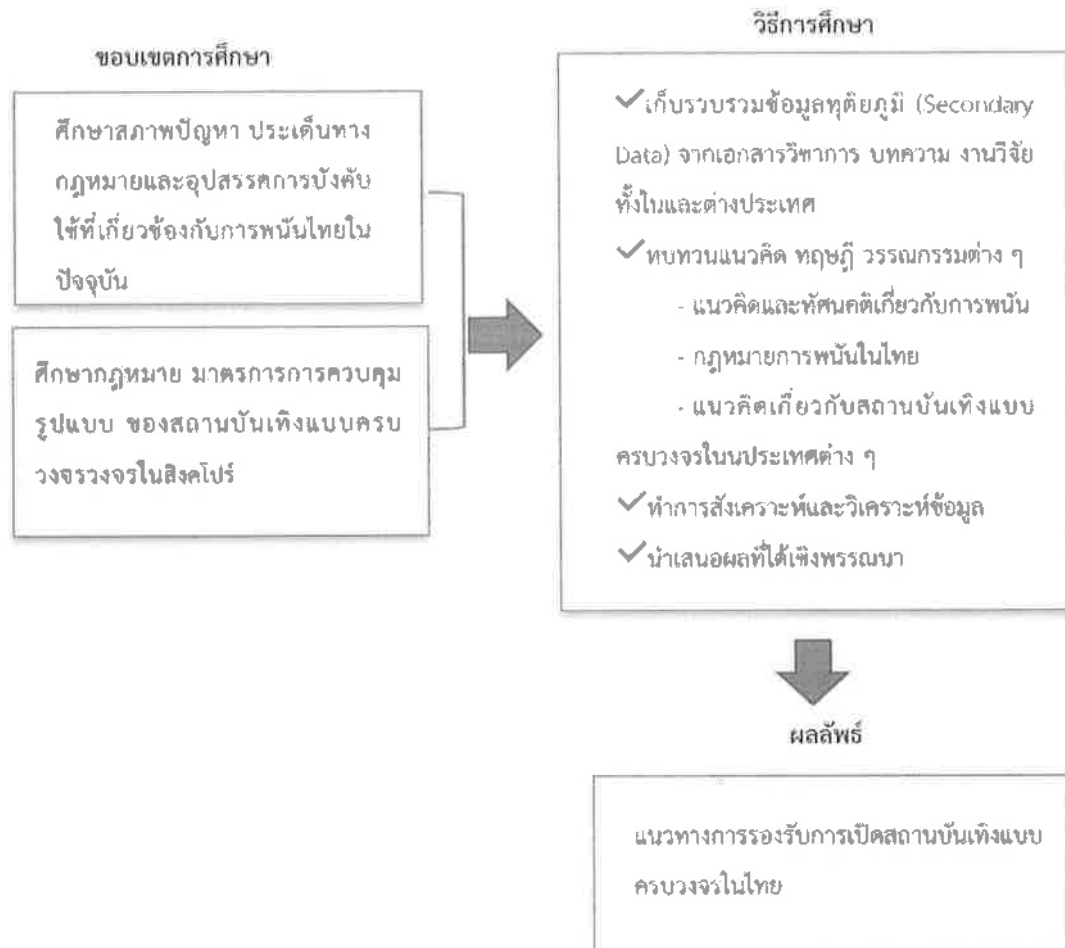 ขอบเขตการศึกษา
ศึกษาสภาพปัญหา ประเด็นทาง
กฎหมายและอุปสรรคการบังคับ
ใช้ที่เกี่ยวข้องกับการพนันไทยใน
ปัจจุบัน
ศึกษากฎหมาย มาตรการการควบคุม
รูปแบบ ของสถานบันเทิงแบบครบ
วงจรวงจรในสิงคโปร์
วิธีการศึกษา
✓เก็บรวบรวมข้อมูลทุติยภูมิ (Secondary
Data) จากเอกสารวิชาการ บทความ งานวิจัย
ทั้งในและต่างประเทศ
✓ทบทวนแนวคิด ทฤษฎี วรรณกรรมต่าง ๆ
- แนวคิดและทัศนคติเกี่ยวกับการพนัน
- กฎหมายการพนันในไทย
- แนวคิดเกี่ยวกับสถานบันเทิงแบบ
ครบวงจรในนประเทศต่าง ๆ
✓ทำการสังเคราะห์และวิเคราะห์ข้อมูล
✓นำเสนอผลที่ได้เชิงพรรณนา
ผลลัพธ์
แนวทางการรองรับการเปิดสถานบันเทิงแบบ
ครบวงจรในไทย